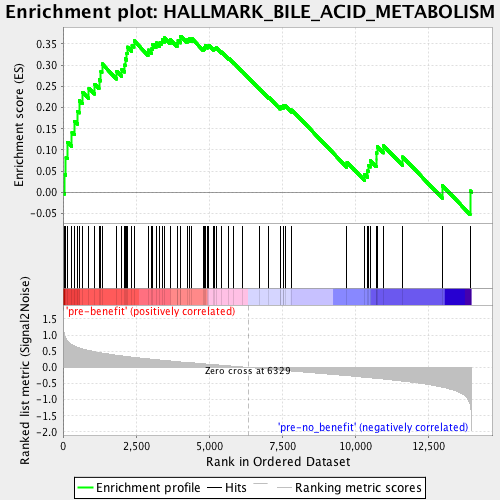 Enrichment plot: HALLMARK_BILE_ACID_METABOLISM
Enrichment score (ES)
0.35
0.30
0.25
0.20
0.15
0.10
0.05
0.00
-0.05
'pre-benefit' (positively correlated)
Ranked list metric (Signal2Noise)
1.5
1.0
0.5
0.0
-0.5
-1.0
-1.5
-2.0
Zero cross at 6329
'pre-no_benefit' (negatively correlated)
0
2,500
5,000
7,500
10,000
12,500
Rank in Ordered Dataset
Enrichment profile
Hits
Ranking metric scores